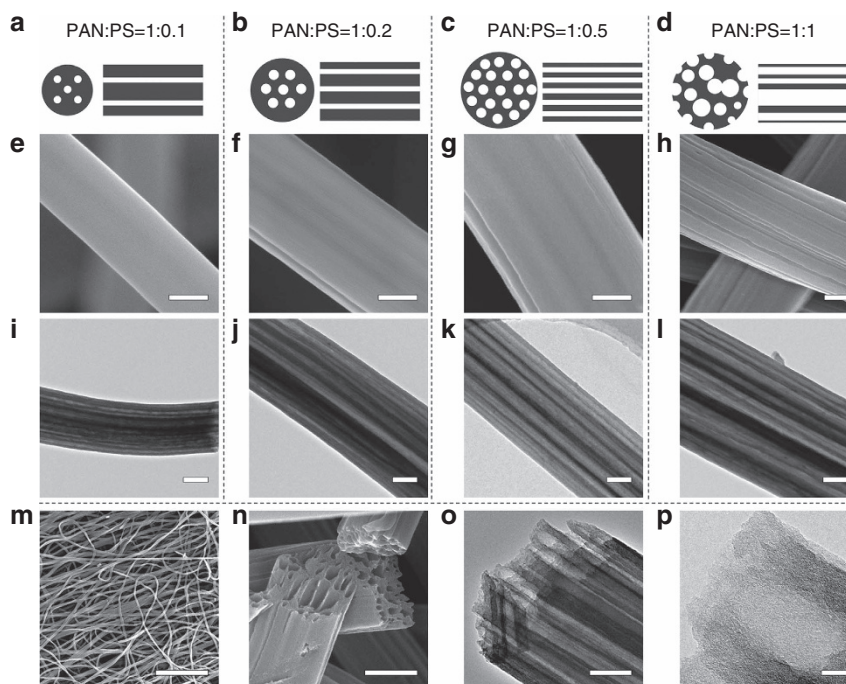 a PAN:PS=1:0.1
b PAN:PS=1:0.2
c PAN:PS=1:0.5
d PAN:PS=1:1
e f g h
i j k l
m n o p